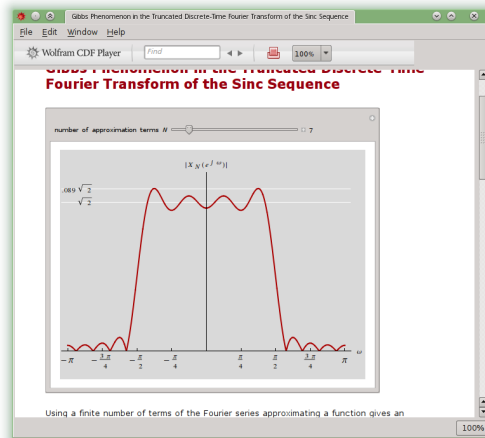 Gibbs Phenomenon in the Truncated Discrete-Time Fourier Transform of the Sinc Sequence
File Edit Window Help
Wolfram CDF Player Find 100%
Gibbs Phenomenon in the Truncated Discrete-Time
Fourier Transform of the Sinc Sequence
number of approximation terms N 7
|X_N(e^{j ω})|
.089 √2
√2
-π -3π/4 -π/2 -π/4 π/4 π/2 3π/4 π ω
Using a finite number of terms of the Fourier series approximating a function gives an
100%